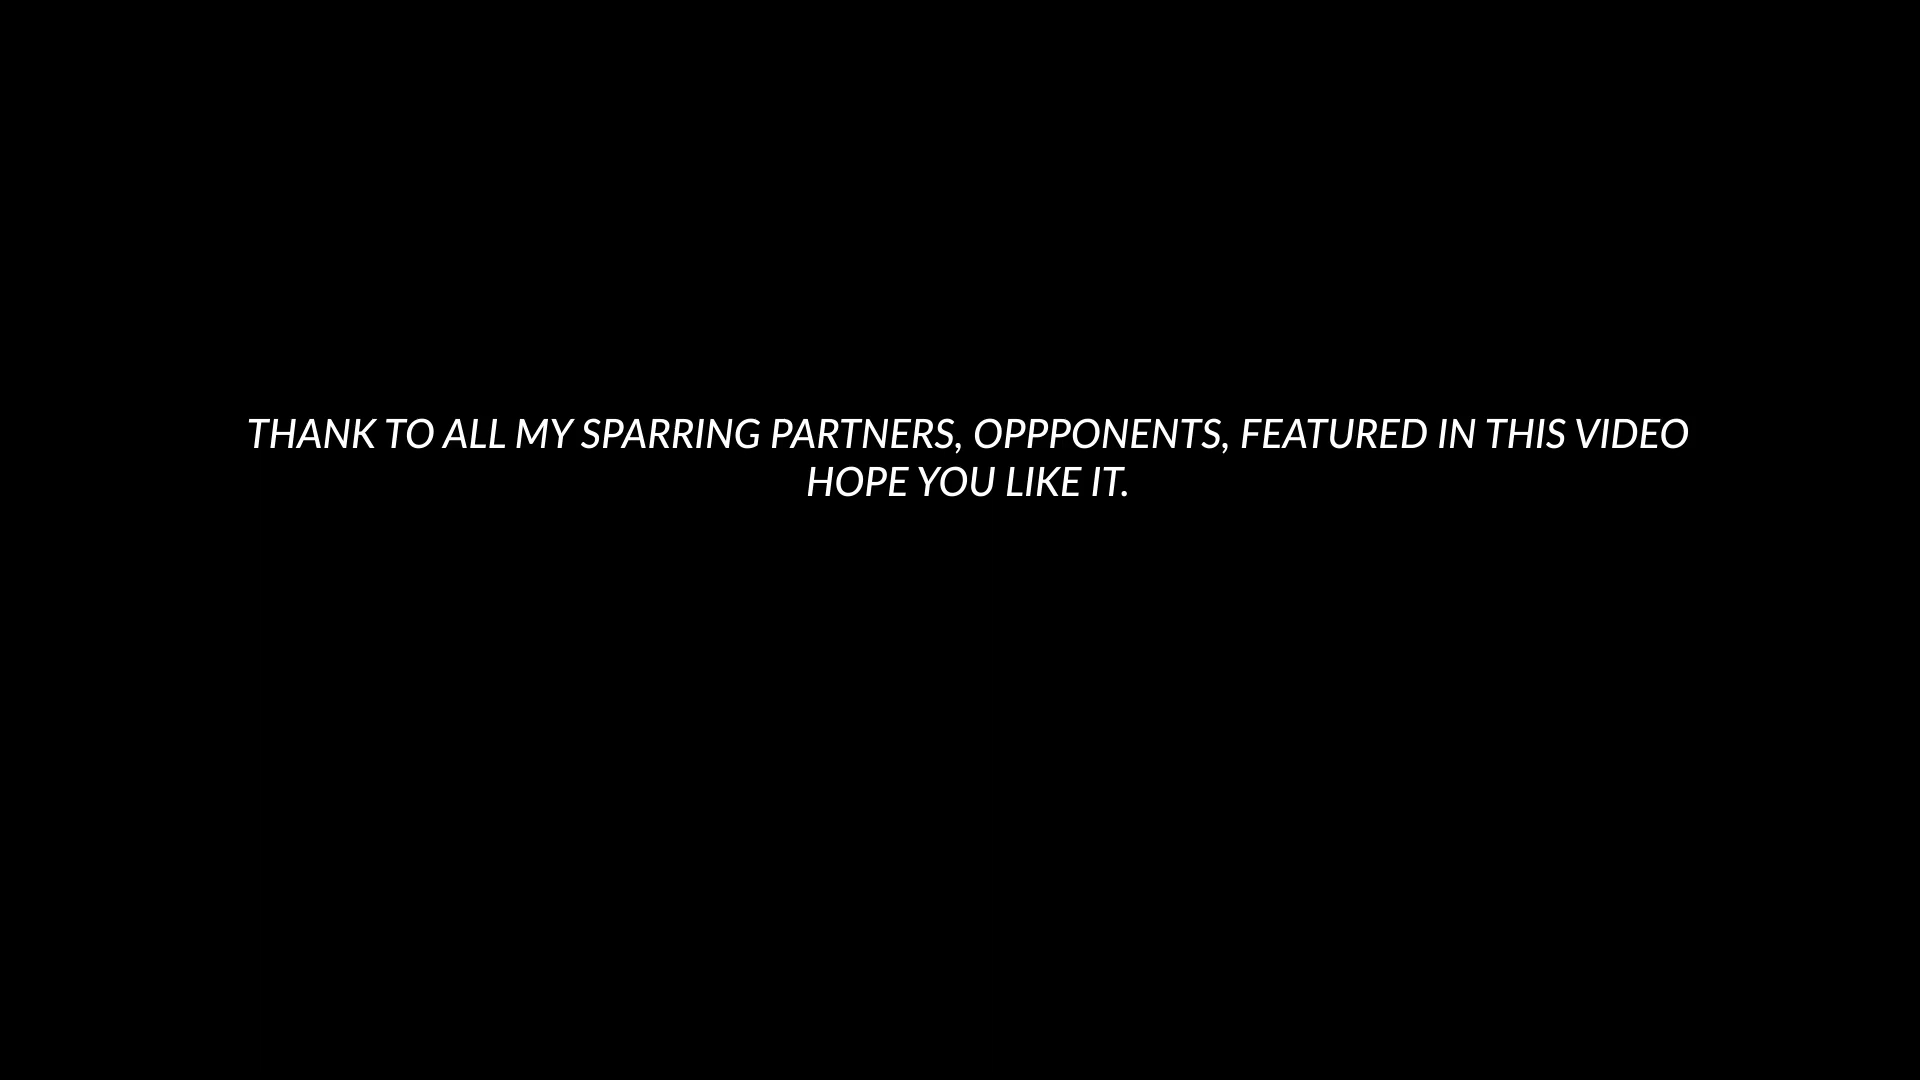 THANK TO ALL MY SPARRING PARTNERS, OPPPONENTS, FEATURED IN THIS VIDEO
HOPE YOU LIKE IT.